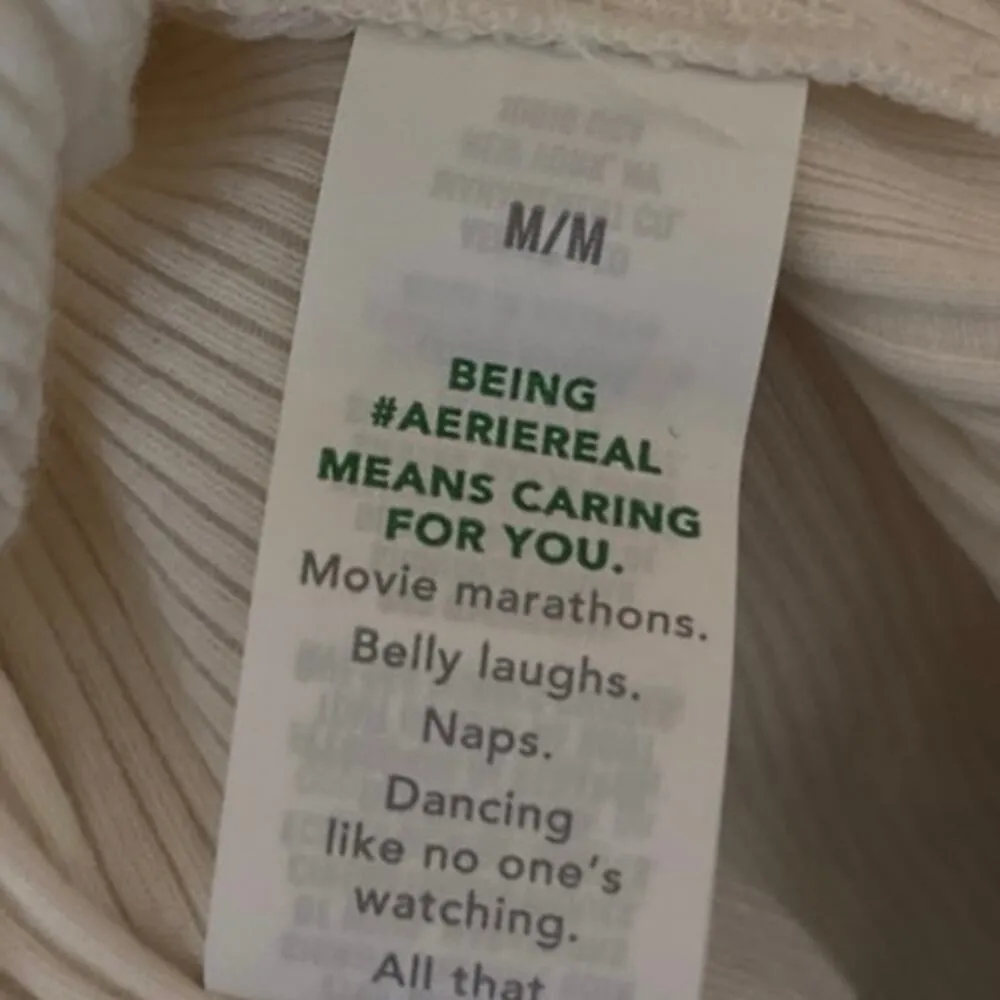 M/M
BEING
#AERIEREAL
MEANS CARING
FOR YOU.
Movie marathons.
Belly laughs.
Naps.
Dancing
like no one's
watching.
All that